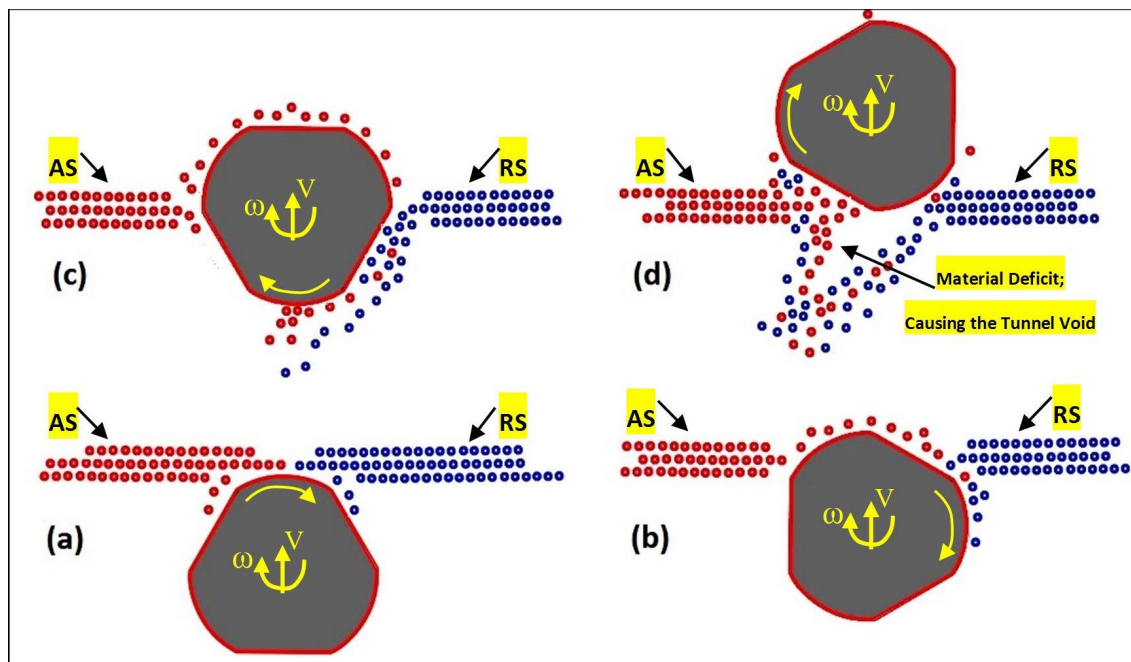 AS
RS
V
ω
(c)
AS
RS
V
ω
(d)
Material Deficit;
Causing the Tunnel Void
AS
RS
V
ω
(a)
AS
RS
V
ω
(b)